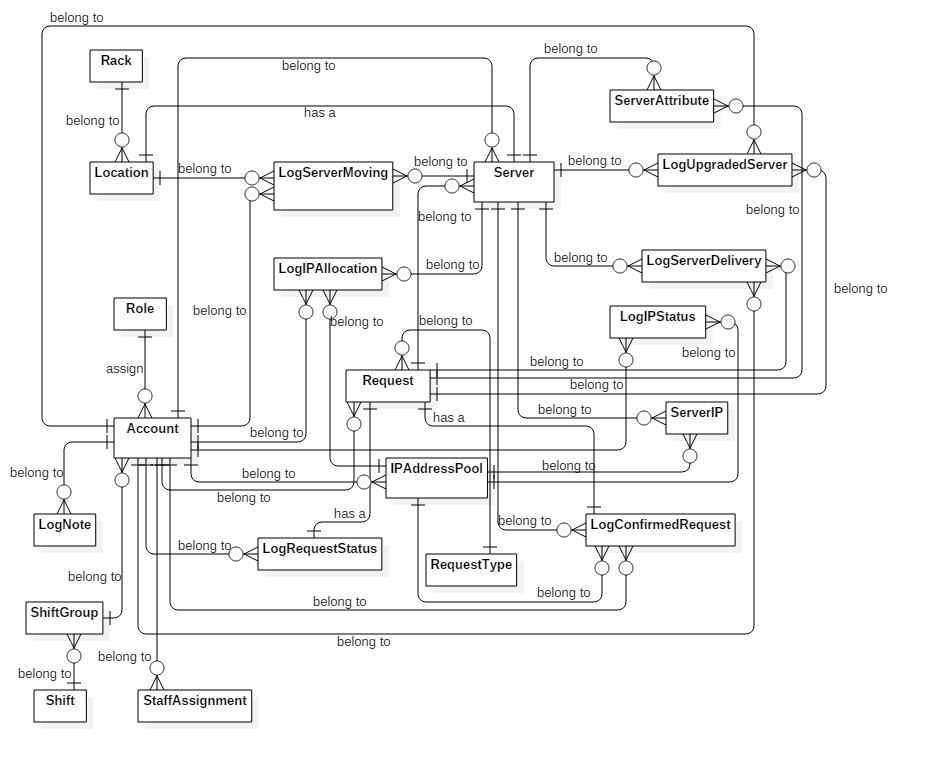 belong to
belong to
Rack
belong to
ServerAttribute
has a
belong to
belong to
belong to
belong to
LogUpgradedServer
Location
belong to
LogServerMoving
Server
belong to
belong to
belong to
LogServerDelivery
LogIPAllocation
belong to
belong to
Role
belong to
belong to
belong to
LogIPStatus
belong to
assign
belong to
Request
belong to
belong to
ServerIP
has a
Account
belong to
belong to
IPAddressPool
belong to
belong to
belong to
has a
belong to
LogNote
LogConfirmedRequest
belong to
LogRequestStatus
RequestType
belong to
belong to
belong to
ShiftGroup
belong to
belong to
belong to
Shift
StaffAssignment